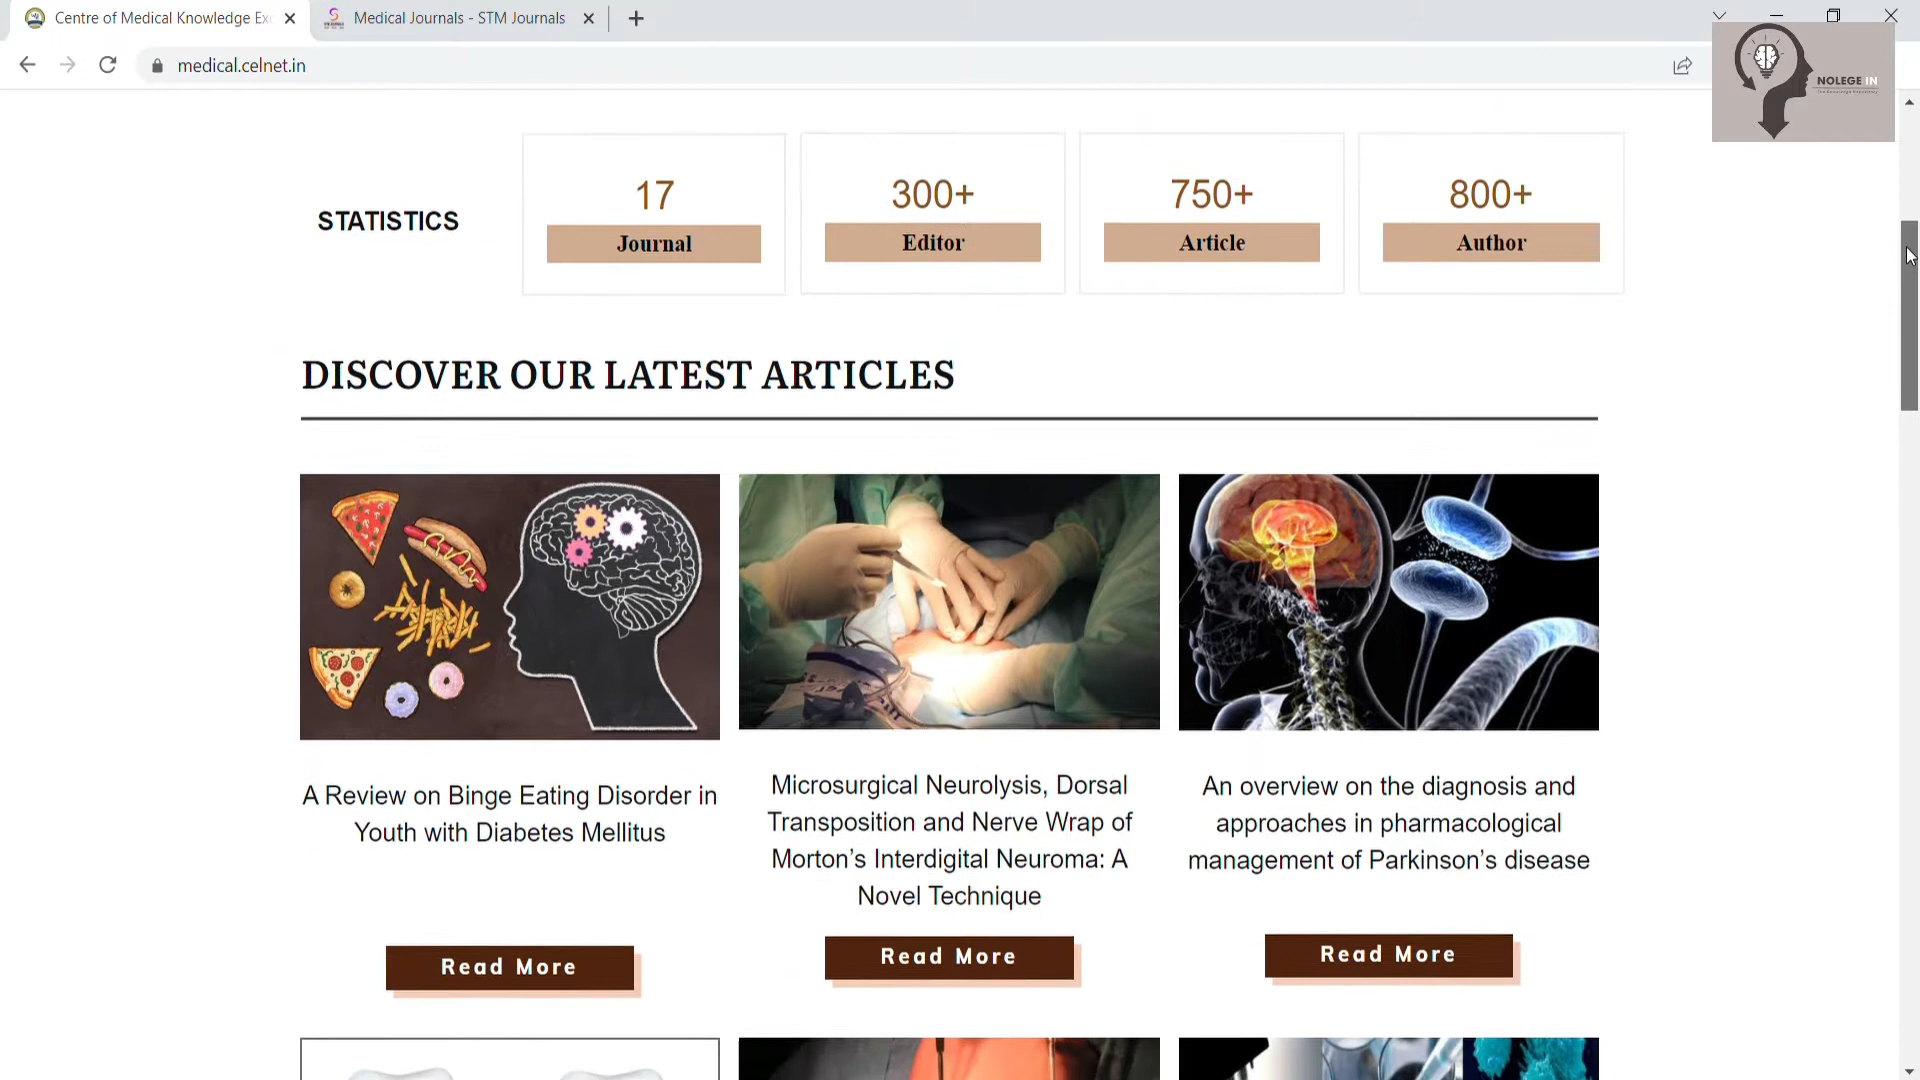 Centre of Medical Knowledge Ex
Medical Journals - STM Journals
medical.celnet.in
NOLEGE IN
STATISTICS
17
Journal
300+
Editor
750+
Article
800+
Author
DISCOVER OUR LATEST ARTICLES
A Review on Binge Eating Disorder in
Youth with Diabetes Mellitus
Read More
Microsurgical Neurolysis, Dorsal
Transposition and Nerve Wrap of
Morton’s Interdigital Neuroma: A
Novel Technique
Read More
An overview on the diagnosis and
approaches in pharmacological
management of Parkinson’s disease
Read More